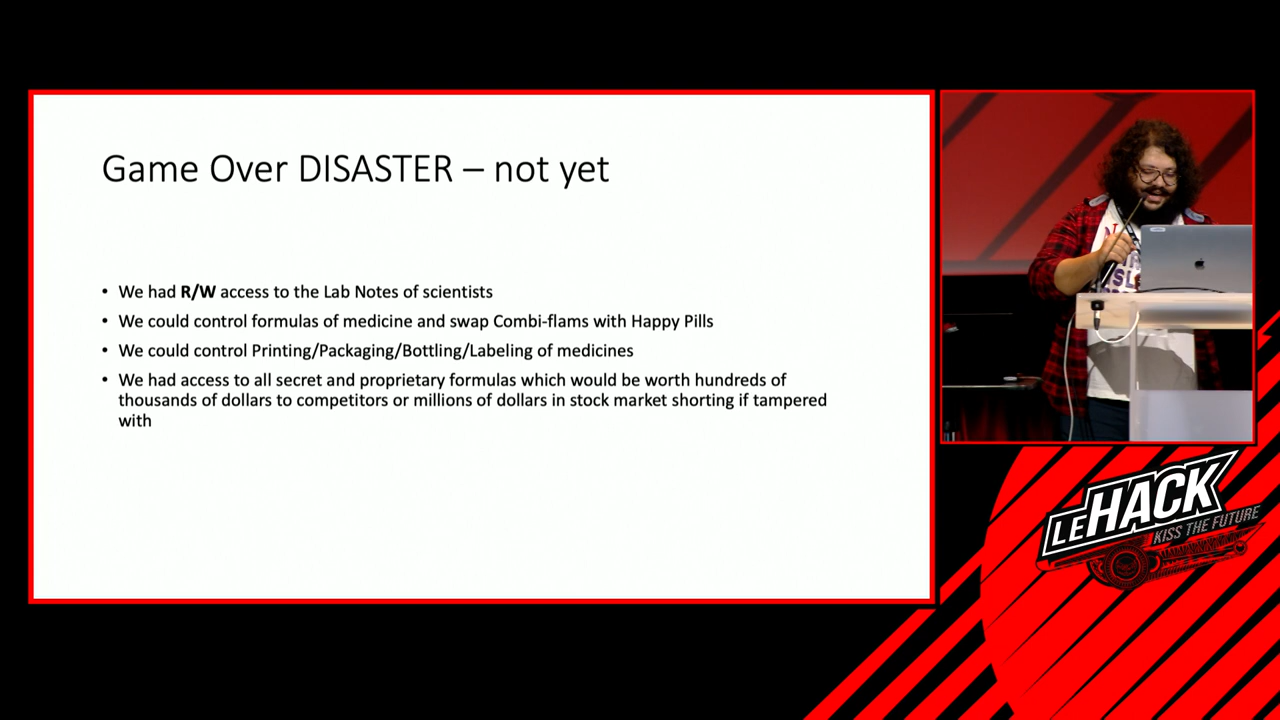 Game Over DISASTER – not yet
• We had R/W access to the Lab Notes of scientists
• We could control formulas of medicine and swap Combi-flams with Happy Pills
• We could control Printing/Packaging/Bottling/Labeling of medicines
• We had access to all secret and proprietary formulas which would be worth hundreds of
thousands of dollars to competitors or millions of dollars in stock market shorting if tampered
with
LEHACK
KISS THE FUTURE